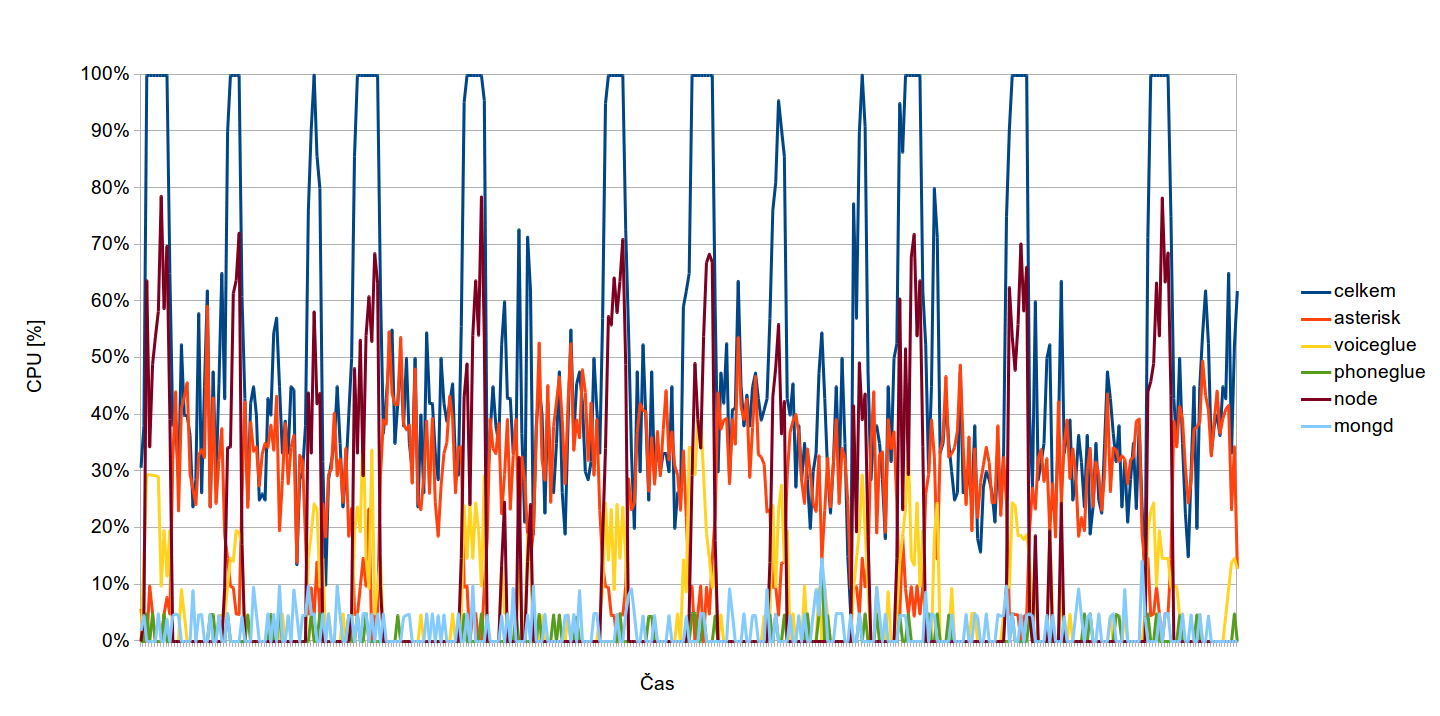 100%
90%
80%
70%
60%
50%
40%
30%
20%
10%
0%
CPU [%]
Čas
celkem
asterisk
voiceglue
phoneglue
node
mongd